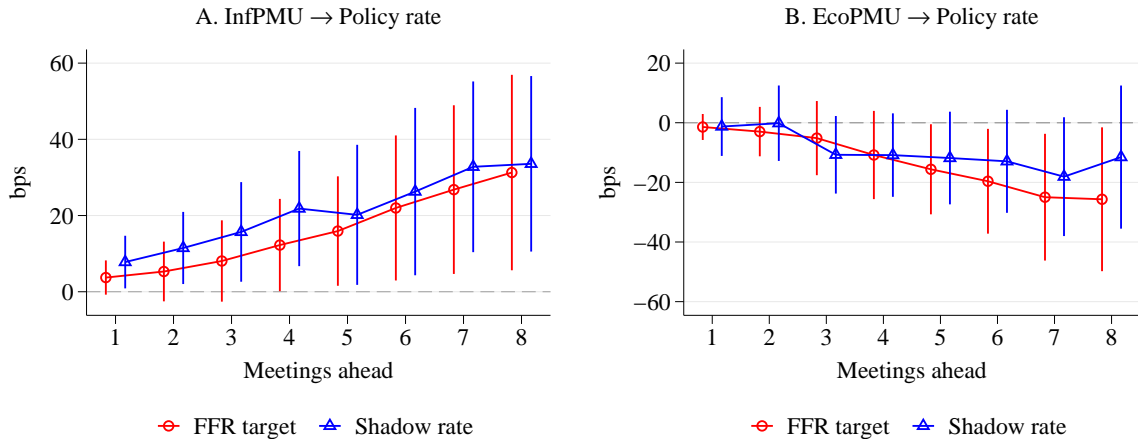 A. InfPMU → Policy rate
60
40
20
0
bps
1 2 3 4 5 6 7 8
Meetings ahead
FFR target Shadow rate
B. EcoPMU → Policy rate
20
0
−20
−40
−60
bps
1 2 3 4 5 6 7 8
Meetings ahead
FFR target Shadow rate